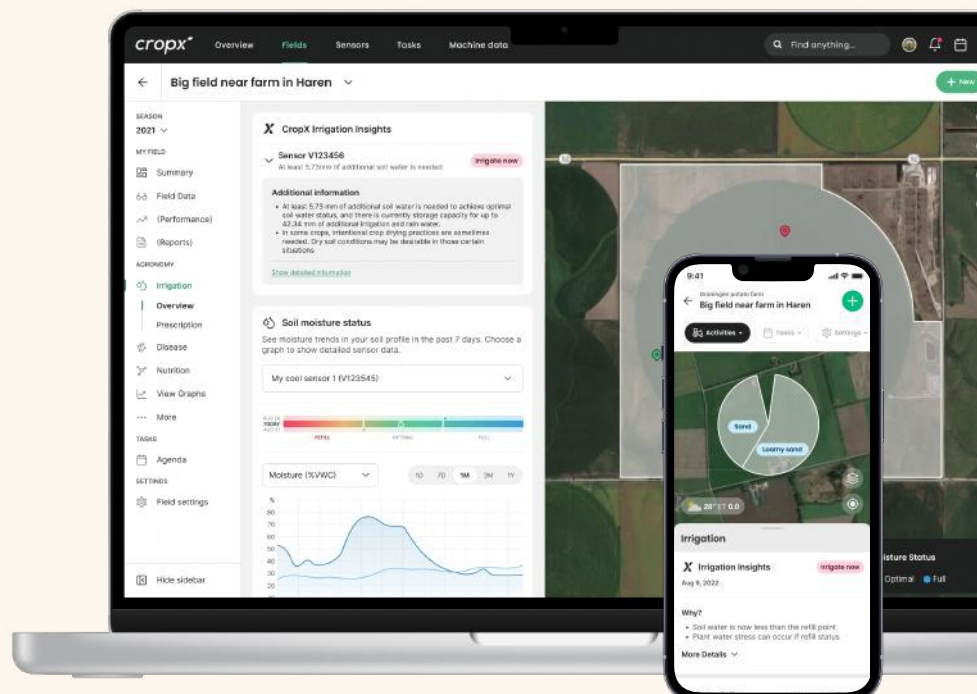 cropx
Overview
Fields
Sensors
Tasks
Machine data
Find anything...
Big field near farm in Haren
+ New
SEASON
2021
MY FIELD
Summary
Field Data
(Performance)
(Reports)
AGRONOMY
Irrigation
Overview
Prescription
Disease
Nutrition
View Graphs
More
TASKS
Agenda
SETTINGS
Field settings
Hide sidebar
CropX Irrigation Insights
Sensor V123456
At least 5.73mm of additional soil water is needed
Irrigate now
Additional information
• At least 5.73 mm of additional soil water is needed to achieve optimal
soil water status, and there is currently storage capacity for up to
42.34 mm of additional irrigation and rain water.
• In some crops, intentional crop drying practices are sometimes
needed. Dry soil conditions may be desirable in those certain
situations.
Show detailed information
Soil moisture status
See moisture trends in your soil profile in the past 7 days. Choose a
graph to show detailed sensor data.
My cool sensor 1 (V123545)
TODAY
REFILL
OPTIMAL
FULL
Moisture (%VWC)
1D
7D
1M
1Y
%
80
70
60
50
40
30
20
9:41
Groningen potato farm
Big field near farm in Haren
Activities
Tasks
Settings
Sand
Loamy sand
28° ET 0.0
Irrigation
Irrigation Insights
Irrigate now
Aug 9, 2022
Why?
• Soil water is now less than the refill point.
• Plant water stress can occur if refill status.
More Details
isture Status
Optimal
Full